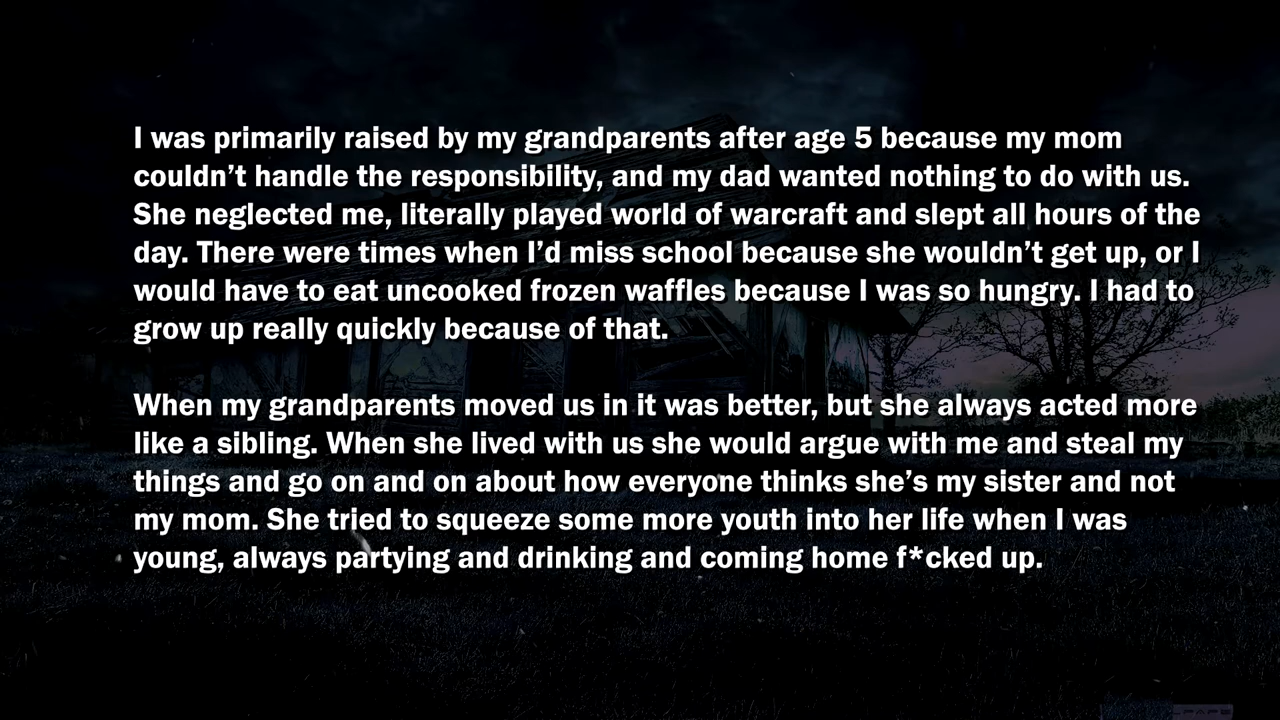 I was primarily raised by my grandparents after age 5 because my mom
couldn’t handle the responsibility, and my dad wanted nothing to do with us.
She neglected me, literally played world of warcraft and slept all hours of the
day. There were times when I’d miss school because she wouldn’t get up, or I
would have to eat uncooked frozen waffles because I was so hungry. I had to
grow up really quickly because of that.

When my grandparents moved us in it was better, but she always acted more
like a sibling. When she lived with us she would argue with me and steal my
things and go on and on about how everyone thinks she’s my sister and not
my mom. She tried to squeeze some more youth into her life when I was
young, always partying and drinking and coming home f*cked up.